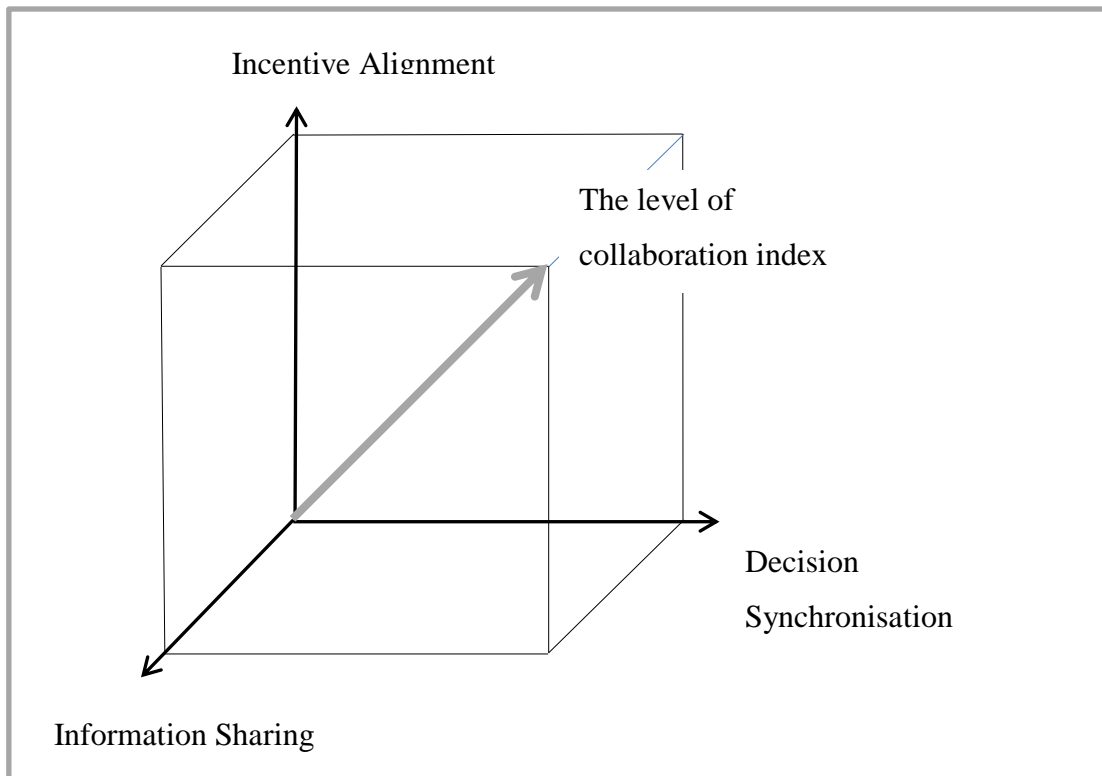 Incentive Alignment
The level of
collaboration index
Decision
Synchronisation
Information Sharing